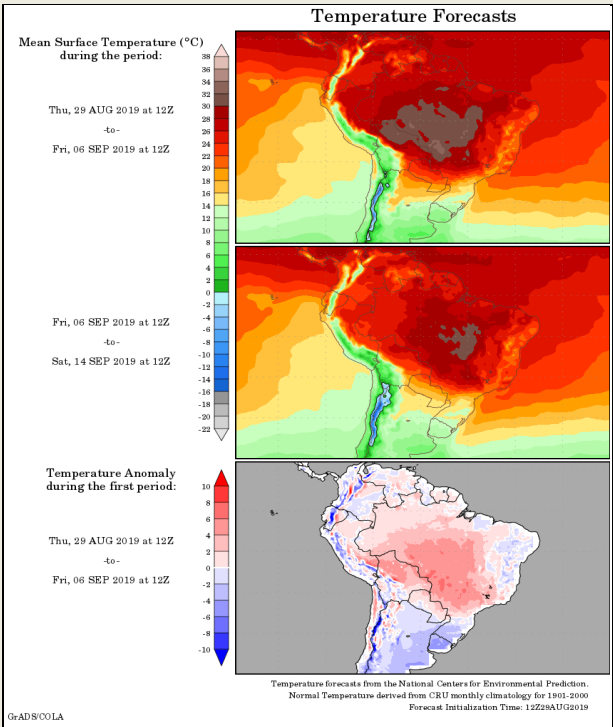 Temperature Forecasts
Mean Surface Temperature (°C)
during the period:
Thu, 29 AUG 2019 at 12Z
-to-
Fri, 06 SEP 2019 at 12Z
38
36
34
32
30
28
26
24
22
20
18
16
14
12
10
8
6
4
2
0
-2
-4
-6
-8
-10
-12
-14
-16
-18
-20
-22
Fri, 06 SEP 2019 at 12Z
-to-
Sat, 14 SEP 2019 at 12Z
Temperature Anomaly
during the first period:
Thu, 29 AUG 2019 at 12Z
-to-
Fri, 06 SEP 2019 at 12Z
10
8
6
4
2
0
-2
-4
-6
-8
-10
Temperature forecasts from the National Centers for Environmental Prediction.
Normal Temperature derived from CRU monthly climatology for 1901-2000
Forecast Initialization Time: 12Z29AUG2019
GrADS/COLA